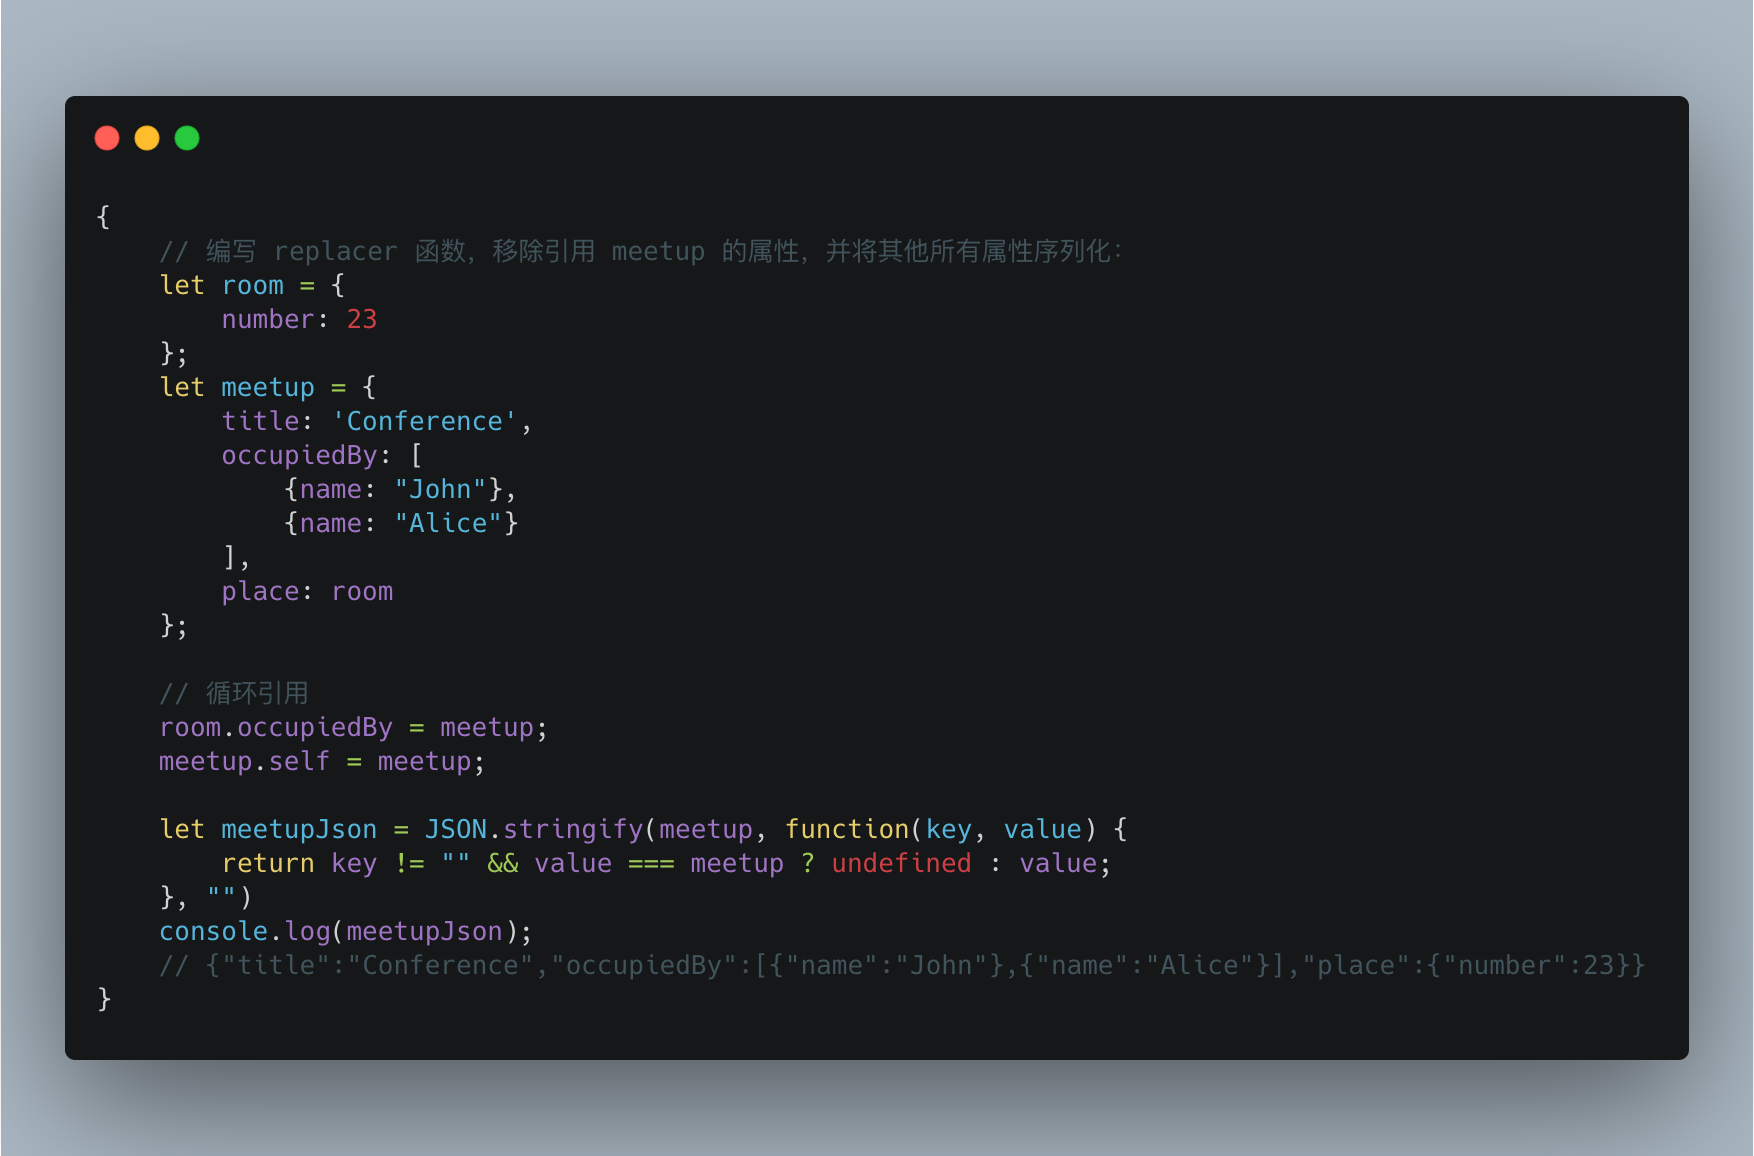 {
    // 编写 replacer 函数，移除引用 meetup 的属性，并将其他所有属性序列化：
    let room = {
        number: 23
    };
    let meetup = {
        title: 'Conference',
        occupiedBy: [
            {name: "John"},
            {name: "Alice"}
        ],
        place: room
    };

    // 循环引用
    room.occupiedBy = meetup;
    meetup.self = meetup;

    let meetupJson = JSON.stringify(meetup, function(key, value) {
        return key != "" && value === meetup ? undefined : value;
    }, "")
    console.log(meetupJson);
    // {"title":"Conference","occupiedBy":[{"name":"John"},{"name":"Alice"}],"place":{"number":23}}
}